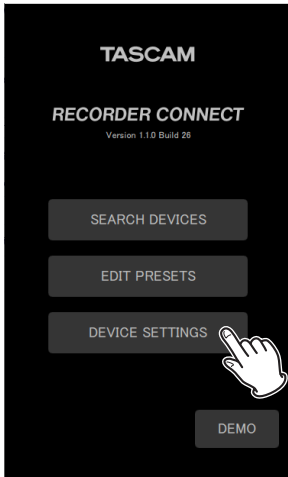 TASCAM
RECORDER CONNECT
Version 1.1.0 Build 26
SEARCH DEVICES
EDIT PRESETS
DEVICE SETTINGS
DEMO